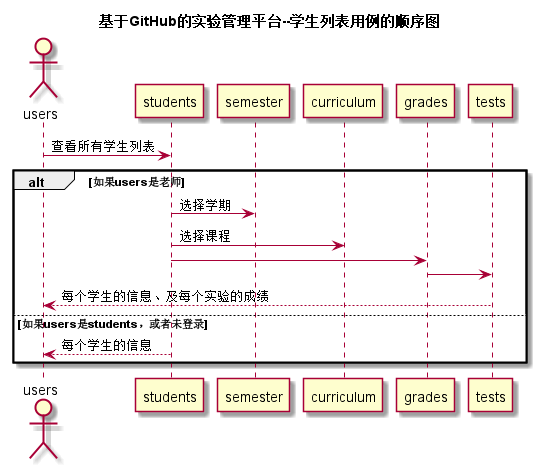 基于GitHub的实验管理平台--学生列表用例的顺序图
users
students
semester
curriculum
grades
tests
查看所有学生列表
alt
[如果users是老师]
选择学期
选择课程
每个学生的信息、及每个实验的成绩
[如果users是students，或者未登录]
每个学生的信息
users
students
semester
curriculum
grades
tests